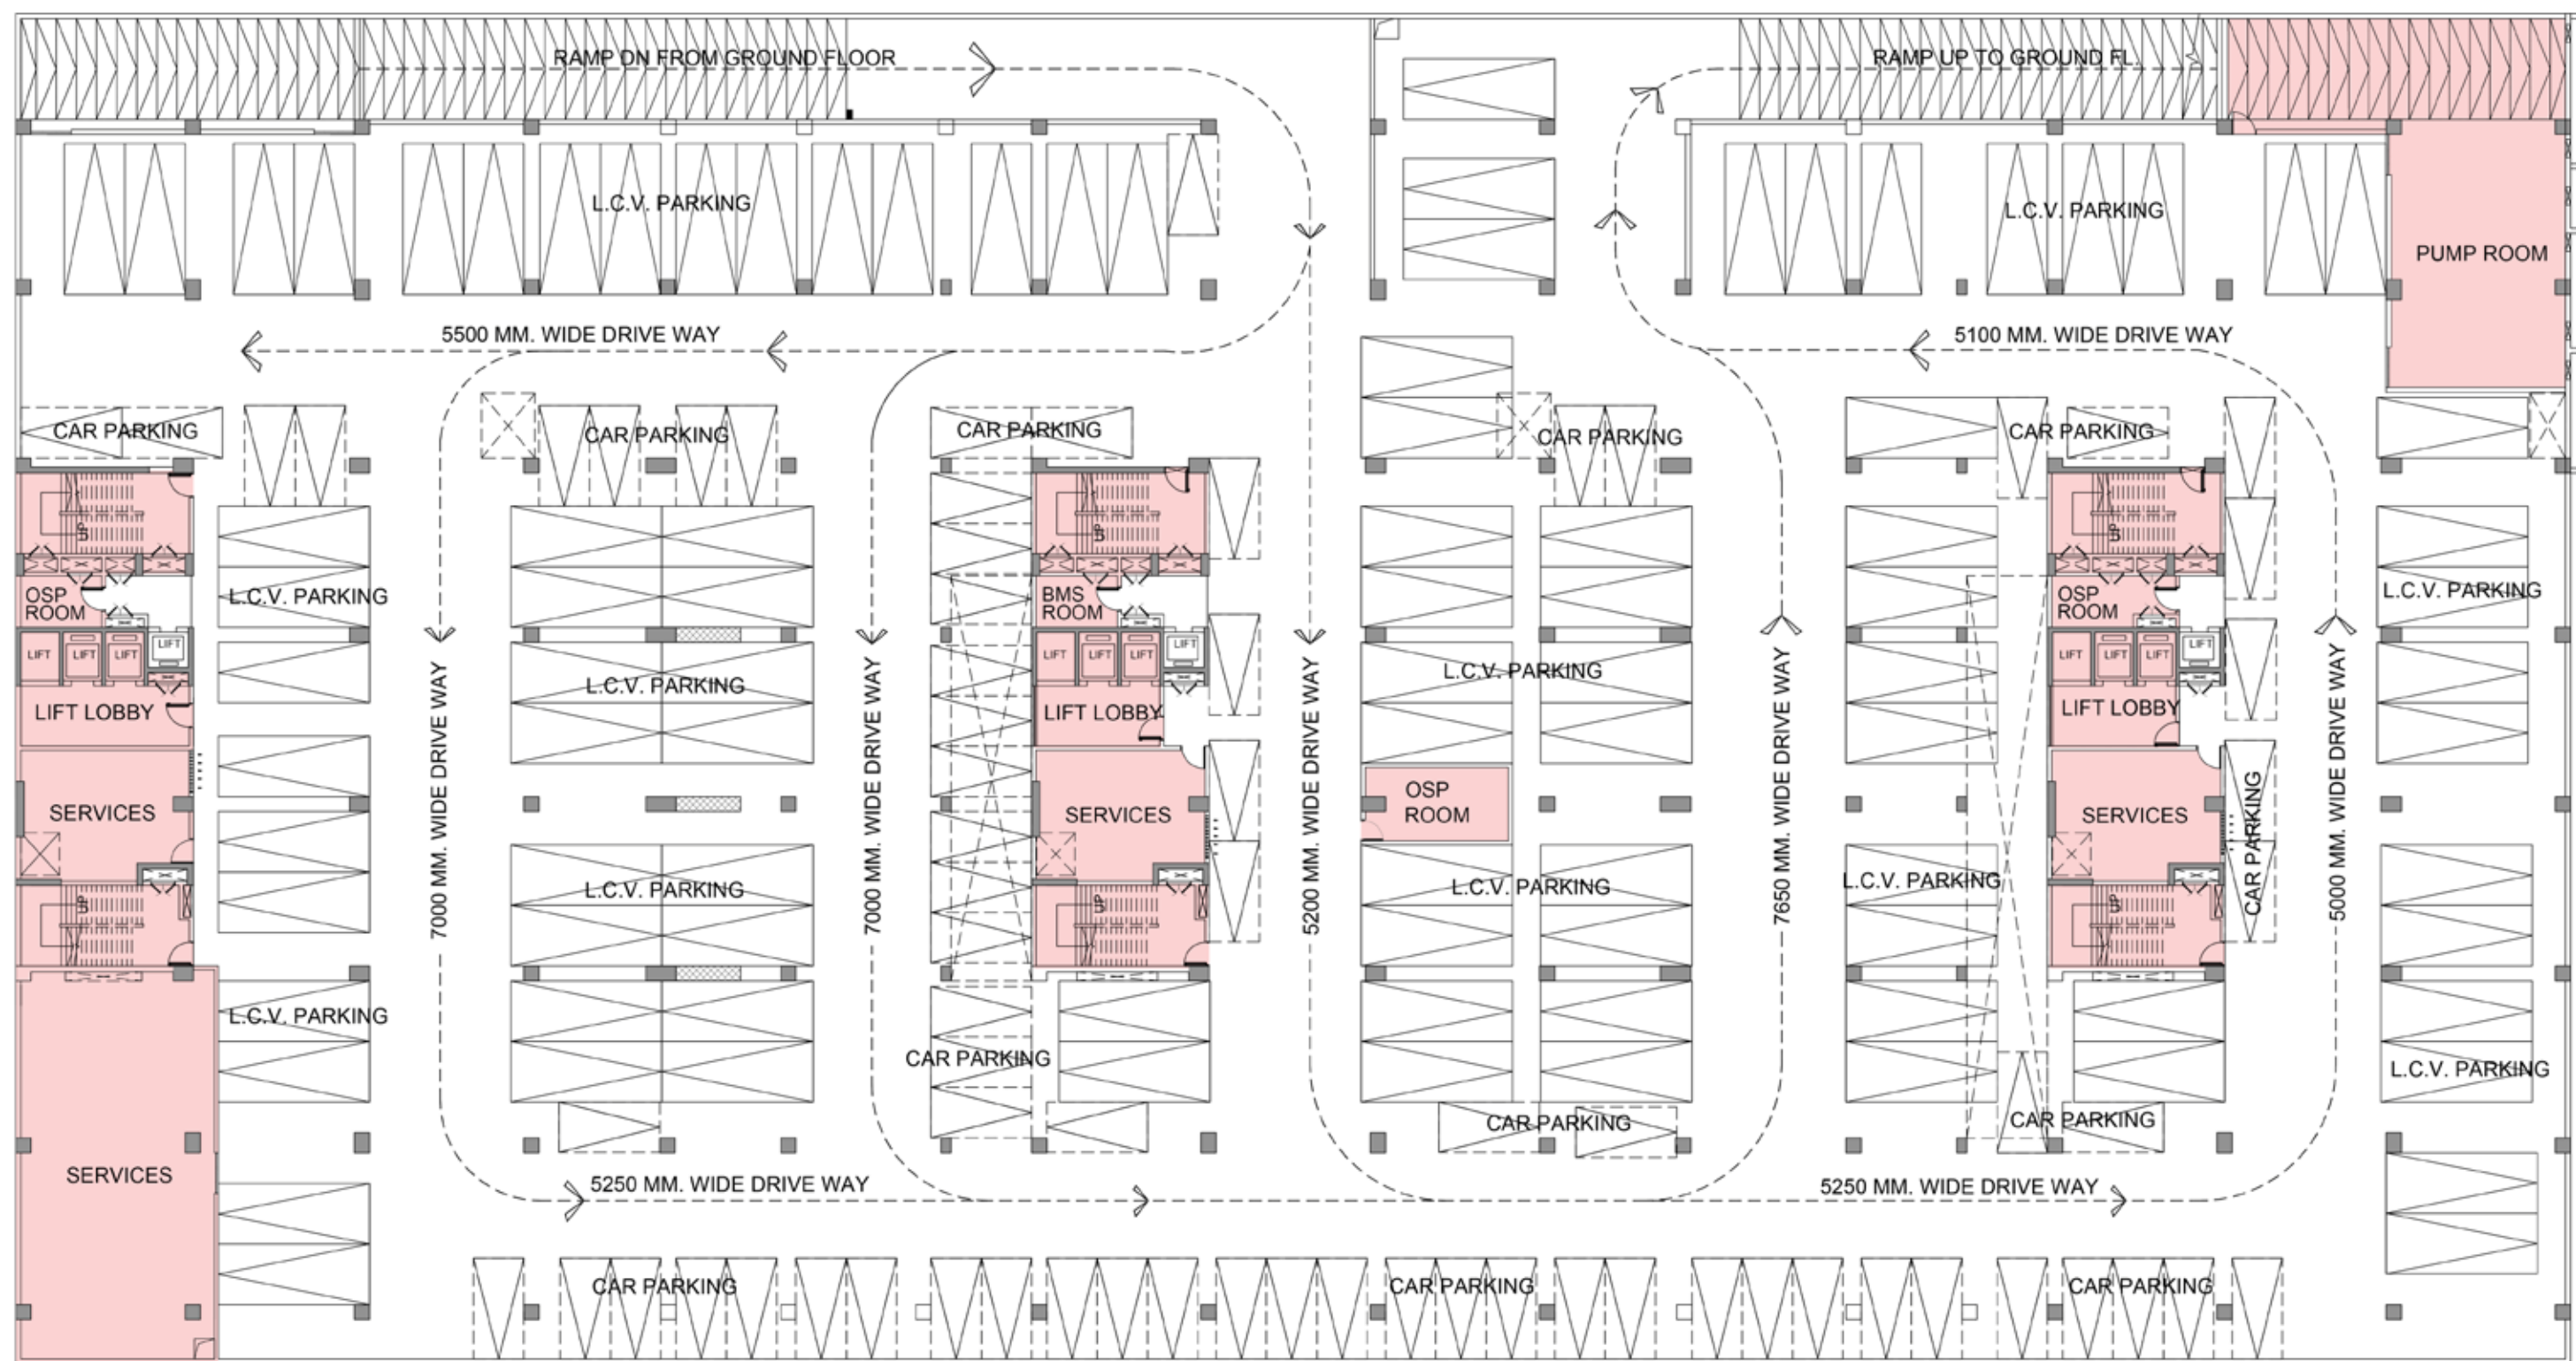 RAMP DN FROM GROUND FLOOR
RAMP UP TO GROUND FL.
L.C.V. PARKING
L.C.V. PARKING
PUMP ROOM
5500 MM. WIDE DRIVE WAY
5100 MM. WIDE DRIVE WAY
CAR PARKING
CAR PARKING
CAR PARKING
CAR PARKING
CAR PARKING
UP
UP
UP
OSP
ROOM
L.C.V. PARKING
BMS
ROOM
OSP
ROOM
L.C.V. PARKING
LIFT
LIFT
LIFT
LIFT
LIFT
LIFT
LIFT
LIFT
LIFT
LIFT
LIFT
LIFT
L.C.V. PARKING
L.C.V. PARKING
LIFT LOBBY
LIFT LOBBY
LIFT LOBBY
7000 MM. WIDE DRIVE WAY
7000 MM. WIDE DRIVE WAY
5200 MM. WIDE DRIVE WAY
7650 MM. WIDE DRIVE WAY
5000 MM. WIDE DRIVE WAY
SERVICES
SERVICES
OSP
ROOM
SERVICES
CAR PARKING
L.C.V. PARKING
L.C.V. PARKING
L.C.V. PARKING
UP
UP
UP
L.C.V. PARKING
CAR PARKING
L.C.V. PARKING
CAR PARKING
CAR PARKING
SERVICES
5250 MM. WIDE DRIVE WAY
5250 MM. WIDE DRIVE WAY
CAR PARKING
CAR PARKING
CAR PARKING